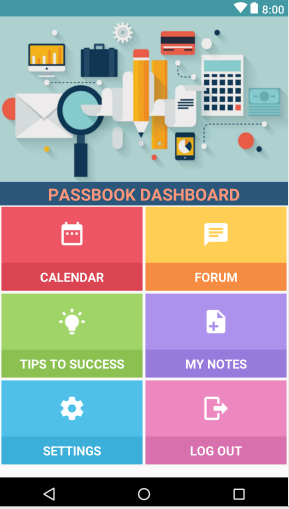 8:00
PASSBOOK DASHBOARD
CALENDAR
FORUM
TIPS TO SUCCESS
MY NOTES
SETTINGS
LOG OUT